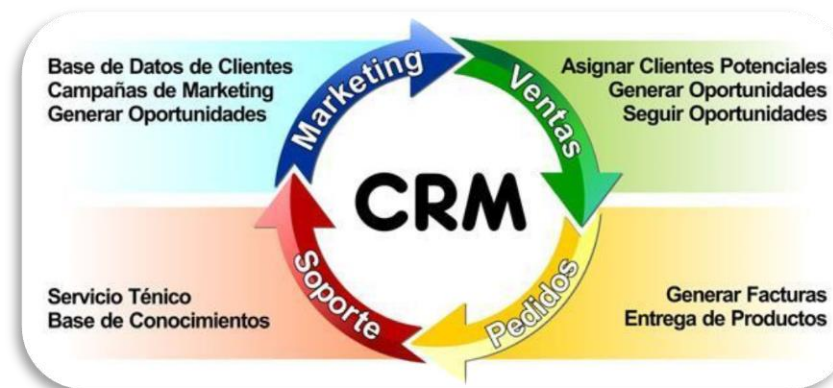 Base de Datos de Clientes
Campañas de Marketing
Generar Oportunidades
Marketing
Ventas
Asignar Clientes Potenciales
Generar Oportunidades
Seguir Oportunidades
CRM
Servicio Ténico
Base de Conocimientos
Soporte
Pedidos
Generar Facturas
Entrega de Productos